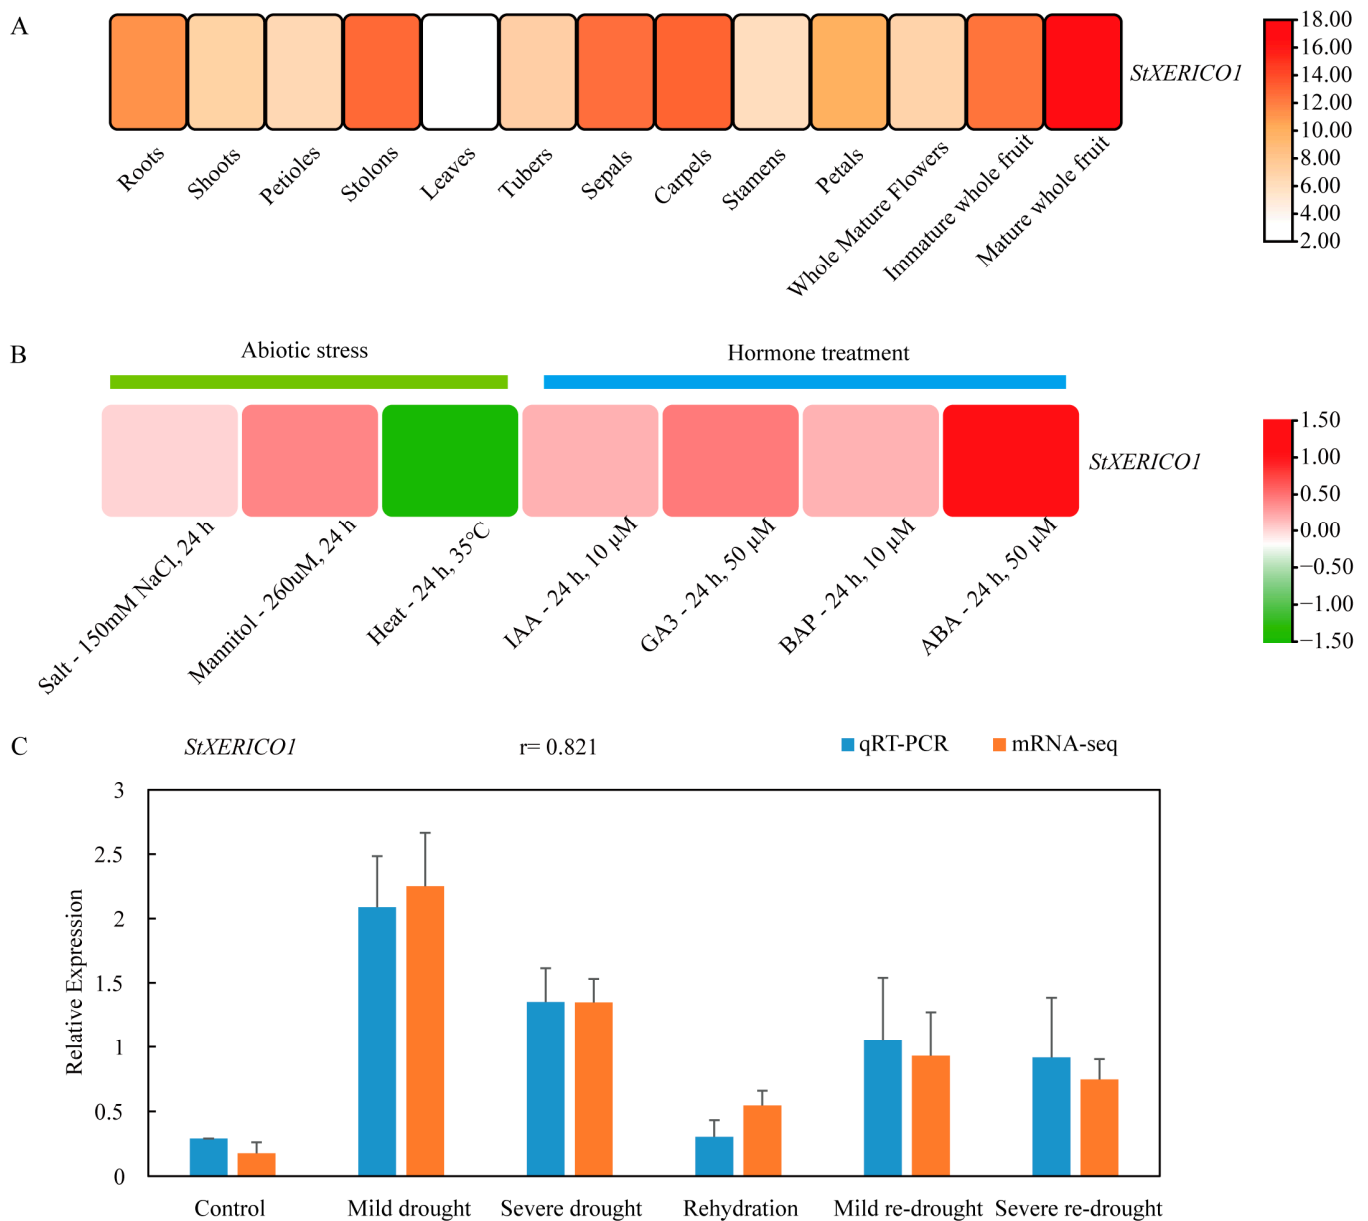 A
StXERICO1
18.00
16.00
14.00
12.00
10.00
8.00
6.00
4.00
2.00
Roots
Shoots
Petioles
Stolons
Leaves
Tubers
Sepals
Carpels
Stamens
Petals
Whole Mature Flowers
Immature whole fruit
Mature whole fruit
B
Abiotic stress
Hormone treatment
StXERICO1
1.50
1.00
0.50
0.00
−0.50
−1.00
−1.50
Salt - 150mM NaCl, 24 h
Mannitol - 260uM, 24 h
Heat - 24 h, 35°C
IAA - 24 h, 10 μM
GA3 - 24 h, 50 μM
BAP - 24 h, 10 μM
ABA - 24 h, 50 μM
C
StXERICO1
r= 0.821
qRT-PCR
mRNA-seq
Relative Expression
3
2.5
2
1.5
1
0.5
0
Control
Mild drought
Severe drought
Rehydration
Mild re-drought
Severe re-drought